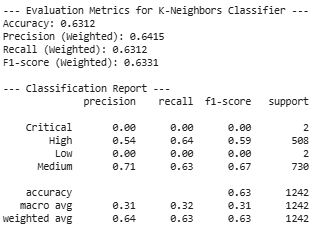 --- Evaluation Metrics for K-Neighbors Classifier ---
Accuracy: 0.6312
Precision (Weighted): 0.6415
Recall (Weighted): 0.6312
F1-score (Weighted): 0.6331
--- Classification Report ---
precision recall f1-score support
Critical 0.00 0.00 0.00 2
High 0.54 0.64 0.59 508
Low 0.00 0.00 0.00 2
Medium 0.71 0.63 0.67 730
accuracy 0.63 1242
macro avg 0.31 0.32 0.31 1242
weighted avg 0.64 0.63 0.63 1242